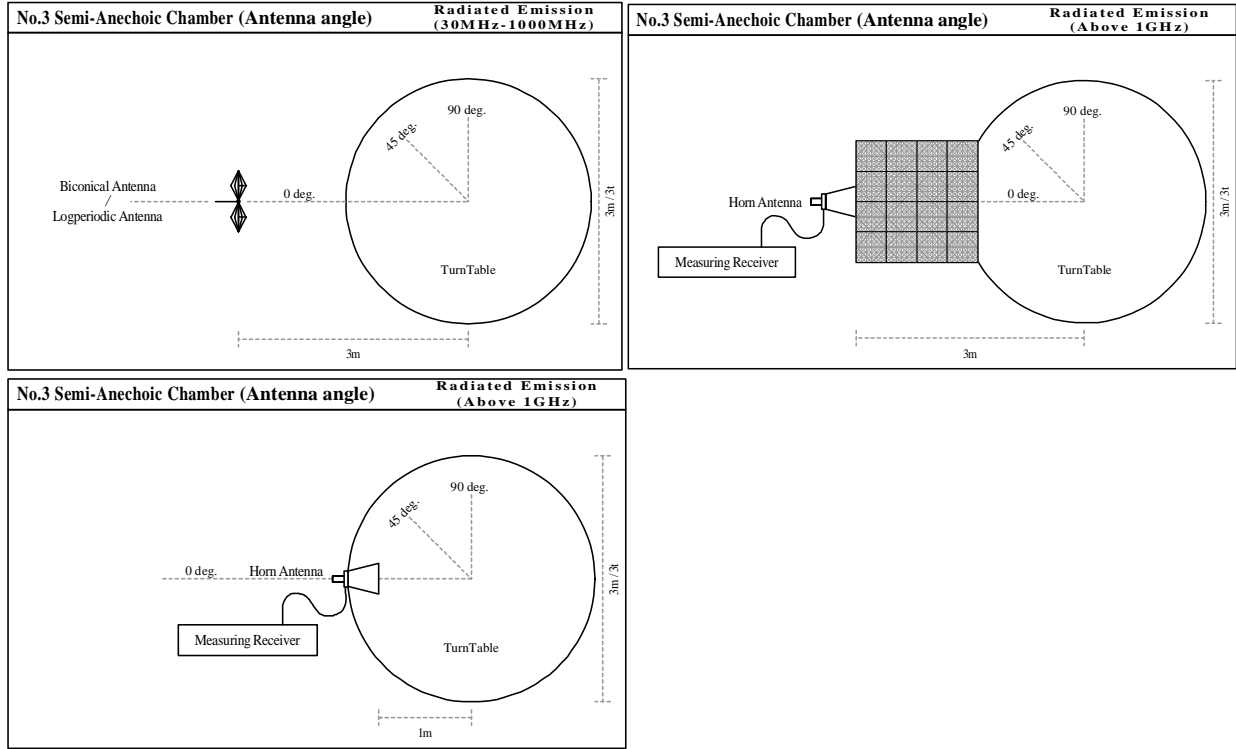 No.3 Semi-Anechoic Chamber (Antenna angle)
Radiated Emission
(30MHz-1000MHz)
90 deg.
45 deg.
Biconical Antenna
/
Logperiodic Antenna
0 deg.
TurnTable
3m / 3t
3m
No.3 Semi-Anechoic Chamber (Antenna angle)
Radiated Emission
(Above 1GHz)
90 deg.
45 deg.
0 deg.
Horn Antenna
Measuring Receiver
TurnTable
3m / 3t
3m
No.3 Semi-Anechoic Chamber (Antenna angle)
Radiated Emission
(Above 1GHz)
90 deg.
45 deg.
0 deg.
Horn Antenna
Measuring Receiver
TurnTable
3m / 3t
1m